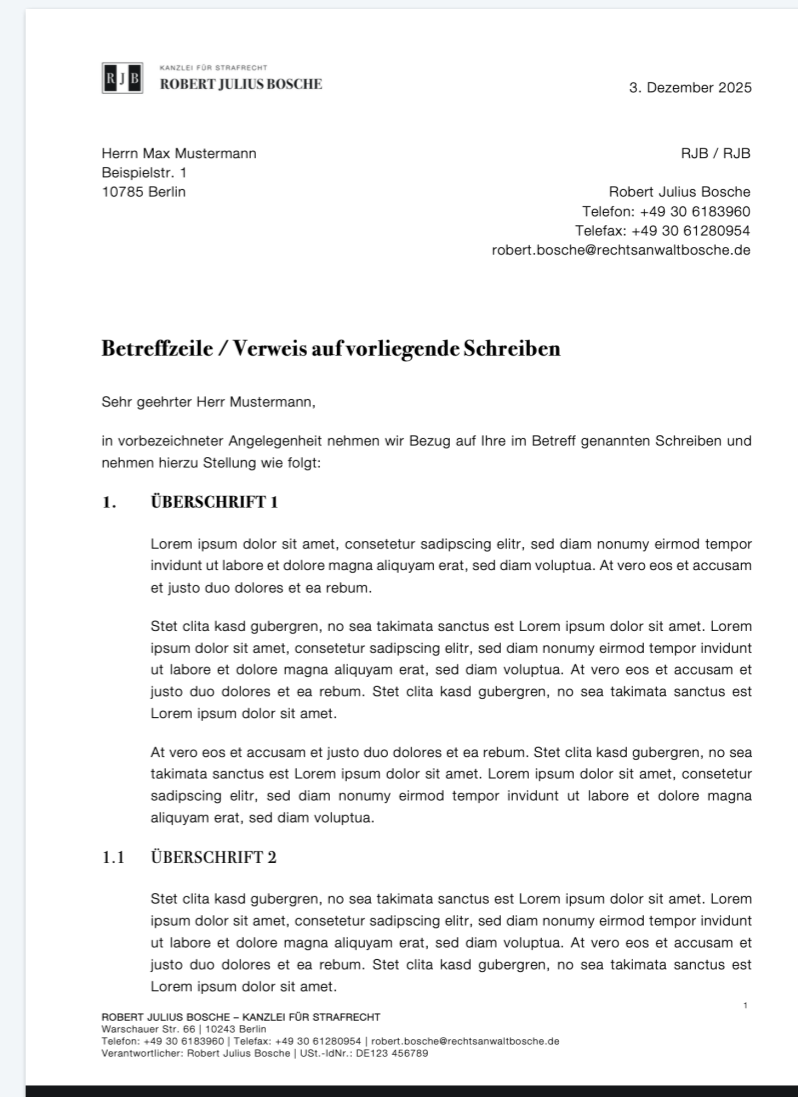 RJB
KANZLEI FÜR STRAFRECHT
ROBERT JULIUS BOSCHE
3. Dezember 2025
Herrn Max Mustermann
Beispielstr. 1
10785 Berlin
RJB / RJB
Robert Julius Bosche
Telefon: +49 30 6183960
Telefax: +49 30 61280954
robert.bosche@rechtsanwaltbosche.de
Betreffzeile / Verweis auf vorliegende Schreiben
Sehr geehrter Herr Mustermann,
in vorbezeichneter Angelegenheit nehmen wir Bezug auf Ihre im Betreff genannten Schreiben und
nehmen hierzu Stellung wie folgt:
1. ÜBERSCHRIFT 1
Lorem ipsum dolor sit amet, consetetur sadipscing elitr, sed diam nonumy eirmod tempor
invidunt ut labore et dolore magna aliquyam erat, sed diam voluptua. At vero eos et accusam
et justo duo dolores et ea rebum.
Stet clita kasd gubergren, no sea takimata sanctus est Lorem ipsum dolor sit amet. Lorem
ipsum dolor sit amet, consetetur sadipscing elitr, sed diam nonumy eirmod tempor invidunt
ut labore et dolore magna aliquyam erat, sed diam voluptua. At vero eos et accusam et
justo duo dolores et ea rebum. Stet clita kasd gubergren, no sea takimata sanctus est
Lorem ipsum dolor sit amet.
At vero eos et accusam et justo duo dolores et ea rebum. Stet clita kasd gubergren, no sea
takimata sanctus est Lorem ipsum dolor sit amet. Lorem ipsum dolor sit amet, consetetur
sadipscing elitr, sed diam nonumy eirmod tempor invidunt ut labore et dolore magna
aliquyam erat, sed diam voluptua.
1.1 ÜBERSCHRIFT 2
Stet clita kasd gubergren, no sea takimata sanctus est Lorem ipsum dolor sit amet. Lorem
ipsum dolor sit amet, consetetur sadipscing elitr, sed diam nonumy eirmod tempor invidunt
ut labore et dolore magna aliquyam erat, sed diam voluptua. At vero eos et accusam et
justo duo dolores et ea rebum. Stet clita kasd gubergren, no sea takimata sanctus est
Lorem ipsum dolor sit amet.
1
ROBERT JULIUS BOSCHE – KANZLEI FÜR STRAFRECHT
Warschauer Str. 66 | 10243 Berlin
Telefon: +49 30 6183960 | Telefax: +49 30 61280954 | robert.bosche@rechtsanwaltbosche.de
Verantwortlicher: Robert Julius Bosche | USt.-IdNr.: DE123 456789